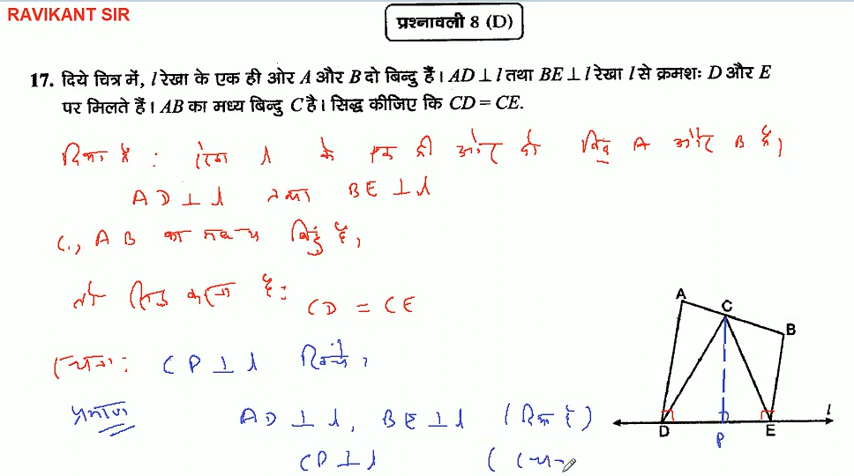 RAVIKANT SIR
प्रश्नावली 8 (D)
17. दिये चित्र में, l रेखा के एक ही ओर A और B दो बिन्दु हैं। AD ⊥ l तथा BE ⊥ l रेखा l से क्रमशः D और E
पर मिलते हैं। AB का मध्य बिन्दु C है। सिद्ध कीजिए कि CD = CE.
दिया है : रेखा l के एक ही ओर दो बिंदु A और B हैं,
AD ⊥ l तथा BE ⊥ l
C, AB का मध्य बिंदु है,
तो सिद्ध करना है: CD = CE
रचना: CP ⊥ l
प्रमाण AD ⊥ l, BE ⊥ l (दिया है)
CP ⊥ l (रच
A
C
B
D
P
E
l